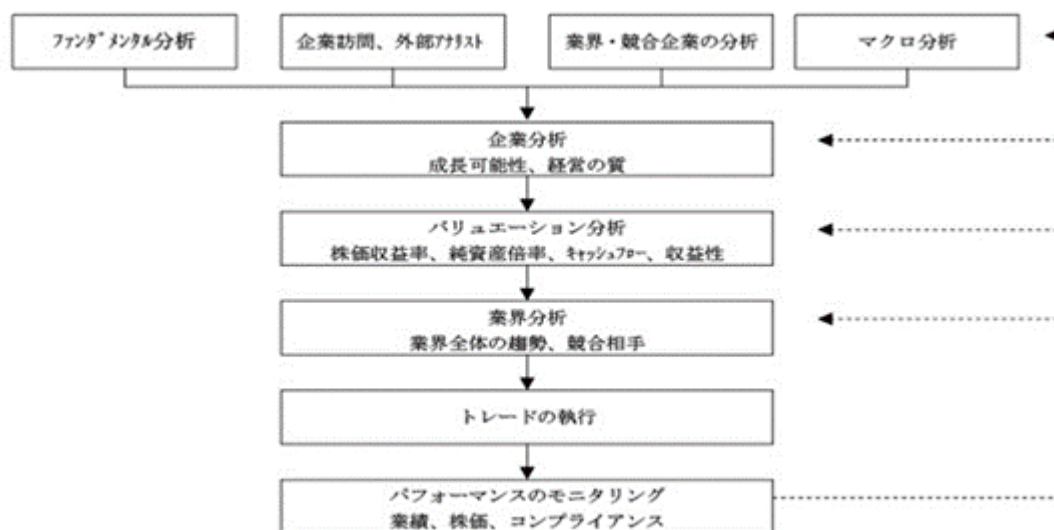 ファンダメンタル分析
企業訪問、外部アナリスト
業界・競合企業の分析
マクロ分析
企業分析
成長可能性、経営の質
バリュエーション分析
株価収益率、純資産倍率、キャッシュフロー、収益性
業界分析
業界全体の趨勢、競合相手
トレードの執行
パフォーマンスのモニタリング
業績、株価、コンプライアンス